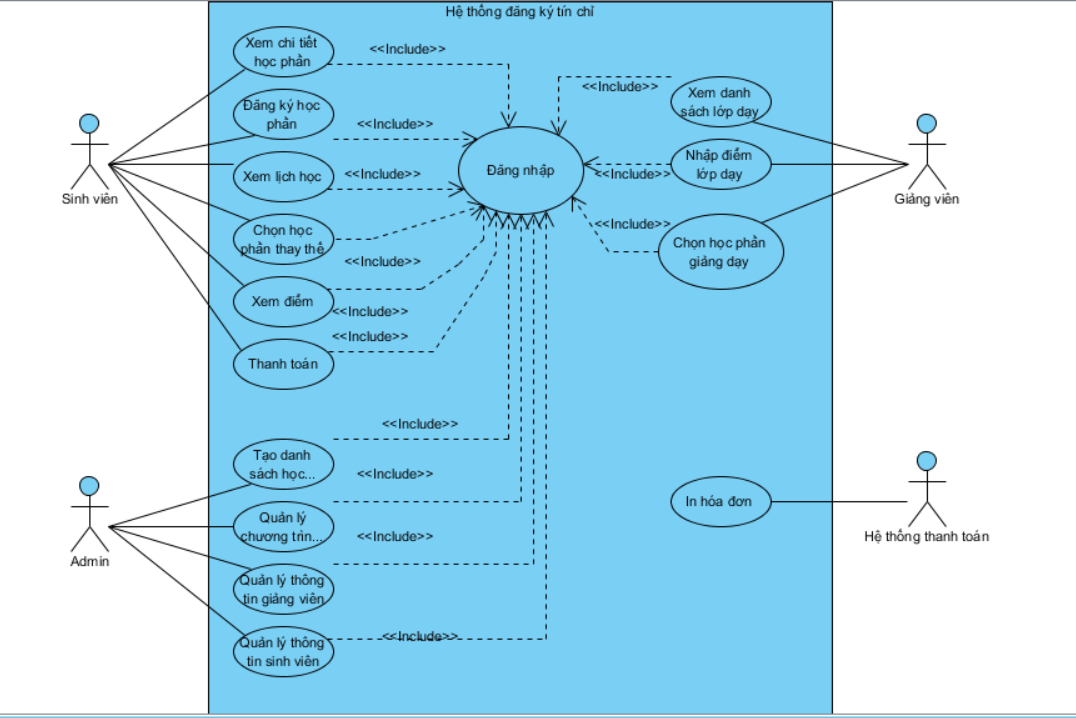 Hệ thống đăng ký tín chỉ
Xem chi tiết
học phần
<<Include>>
Đăng ký học
phần
<<Include>>
Xem lịch học
<<Include>>
Chọn học
phần thay thế
<<Include>>
Xem điểm
<<Include>>
<<Include>>
Thanh toán
Sinh viên
Đăng nhập
<<Include>>
Xem danh
sách lớp dạy
Nhập điểm
lớp dạy
<<Include>>
<<Include>>
Chọn học phần
giảng dạy
Giảng viên
<<Include>>
Tạo danh
sách học...
<<Include>>
Quản lý
chương trìn...
<<Include>>
Quản lý thông
tin giảng viên
<<Include>>
Quản lý thông
tin sinh viên
Admin
In hóa đơn
Hệ thống thanh toán